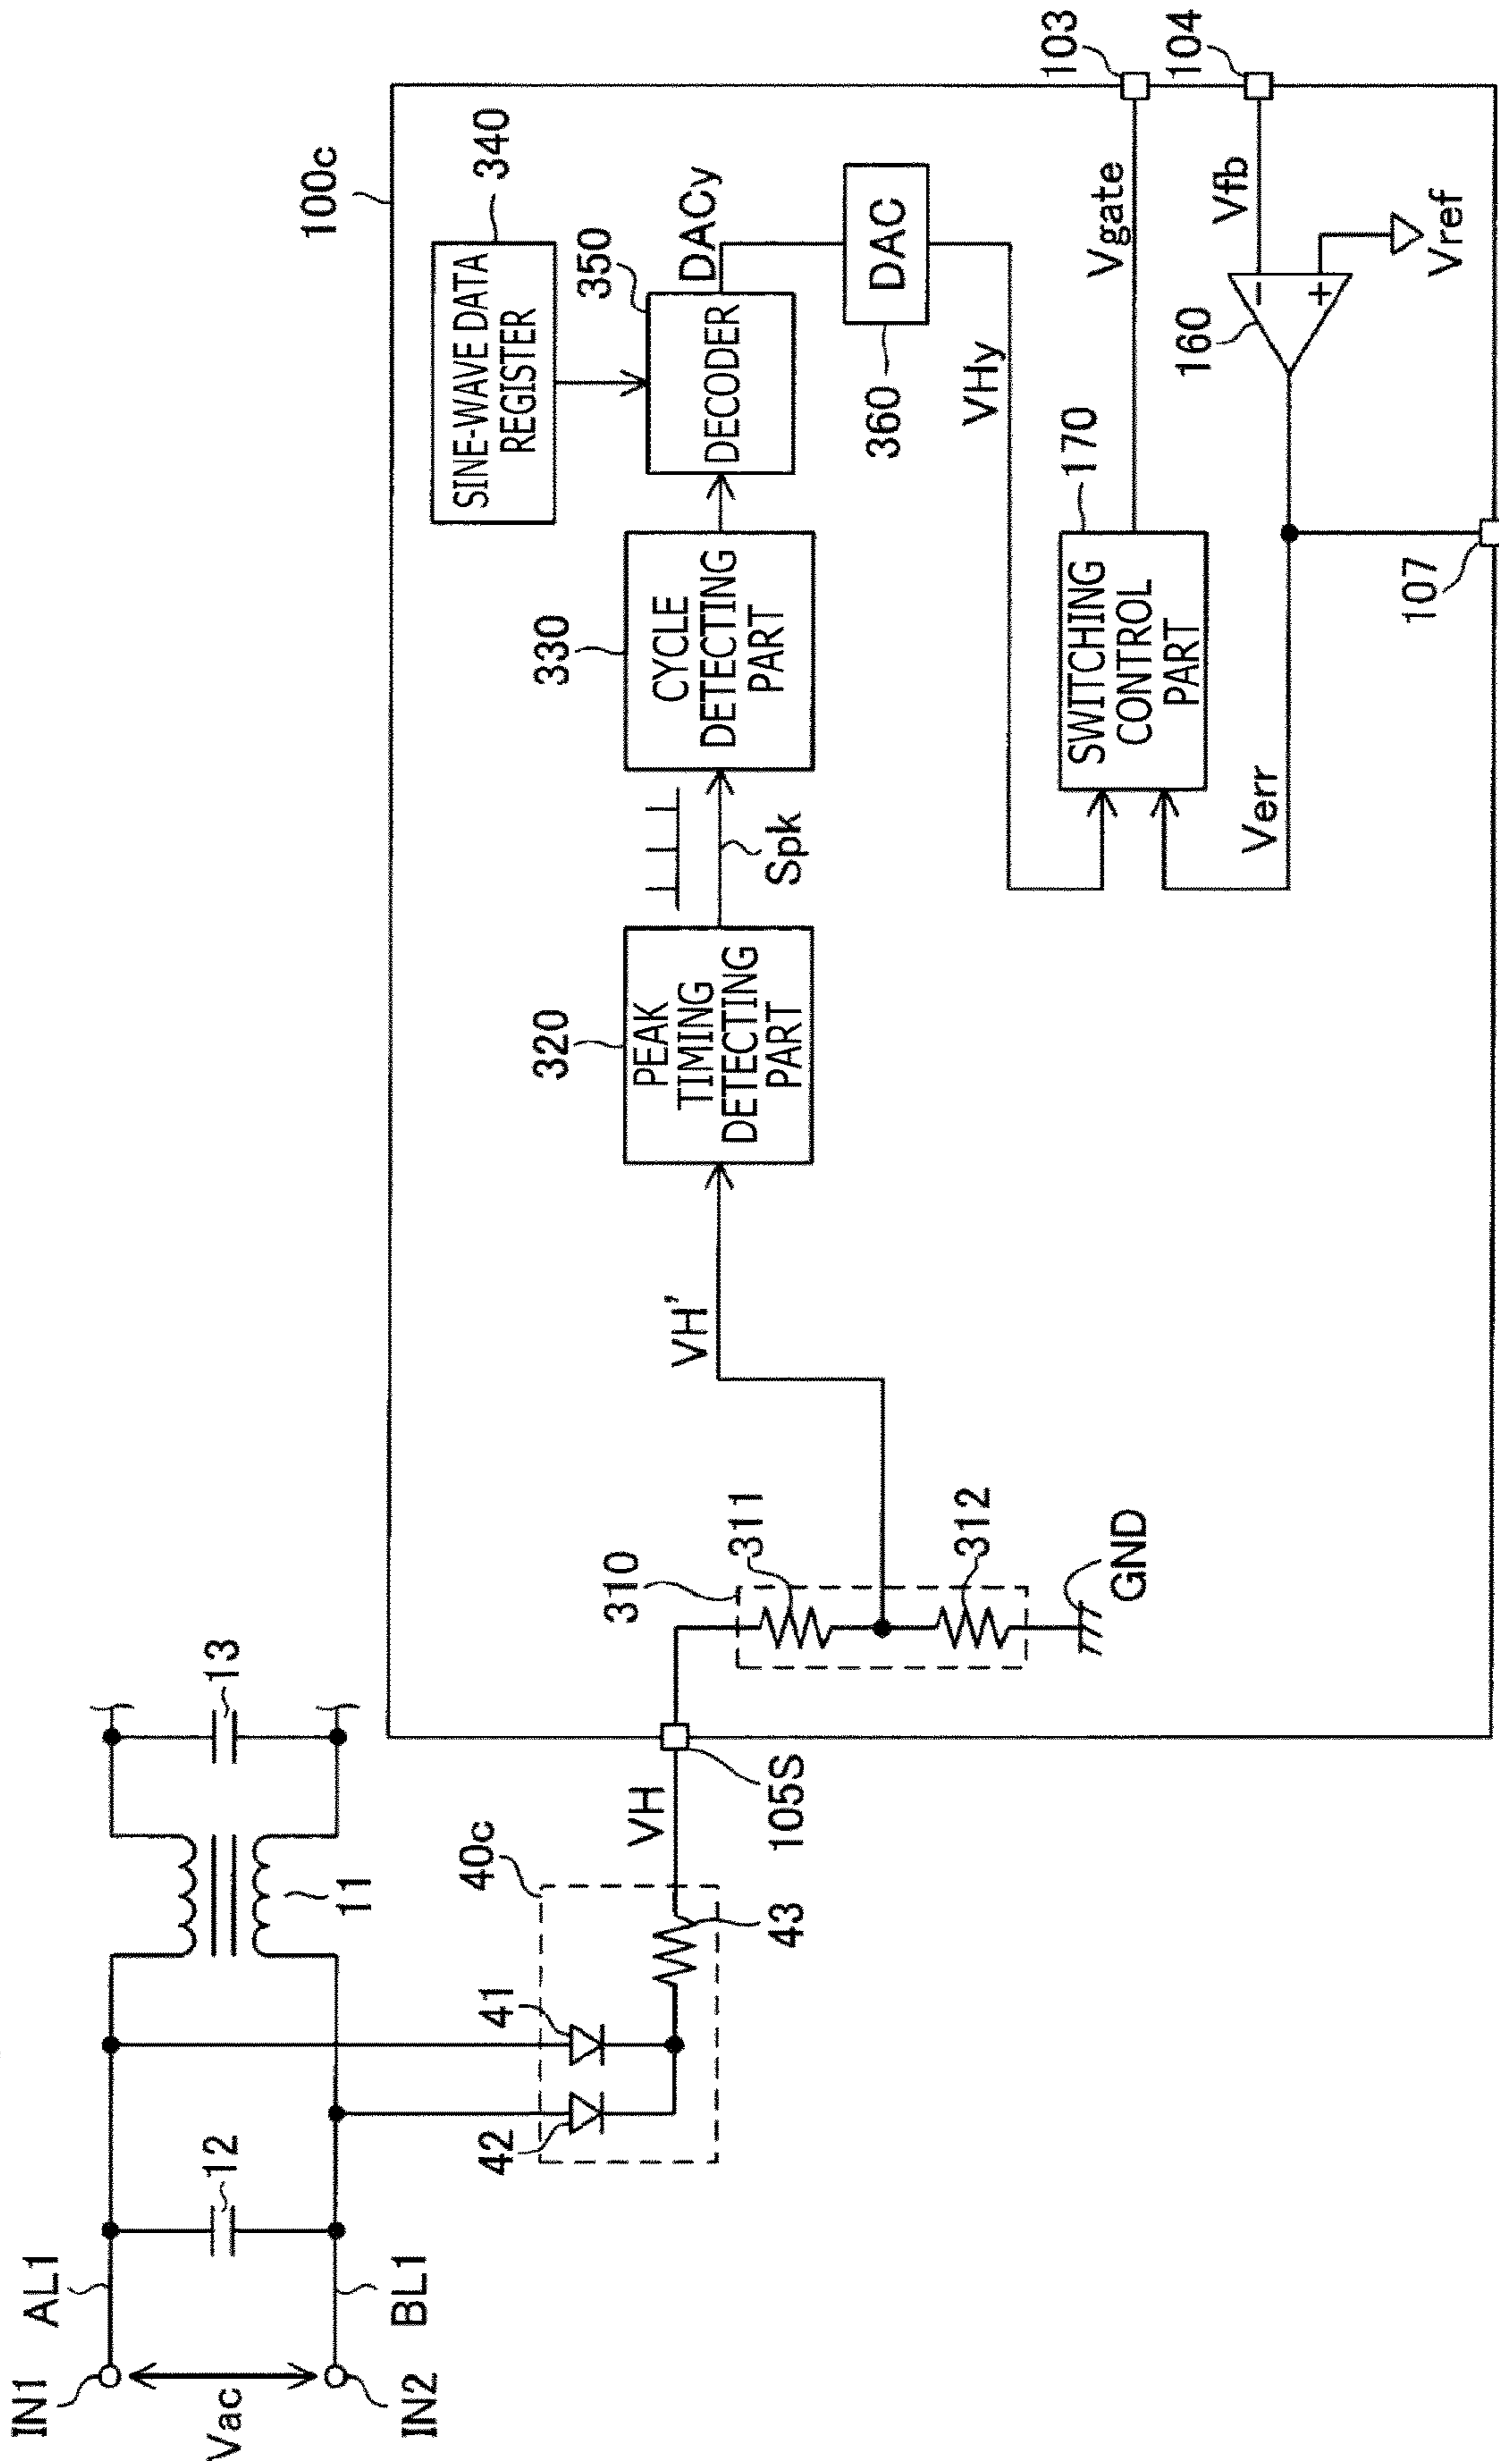 IN1
Vac
IN2
AL1
BL1
12
11
13
42
41
40c
43
VH
105S
310
311
312
GND
VH'
100c
320
PEAK
TIMING
DETECTING
PART
Spk
330
CYCLE
DETECTING
PART
340
SINE-WAVE DATA
REGISTER
350
DECODER
DACy
DAC
360
VHy
170
SWITCHING
CONTROL
PART
Vgate
103
Verr
160
−
+
Vfb
104
Vref
107